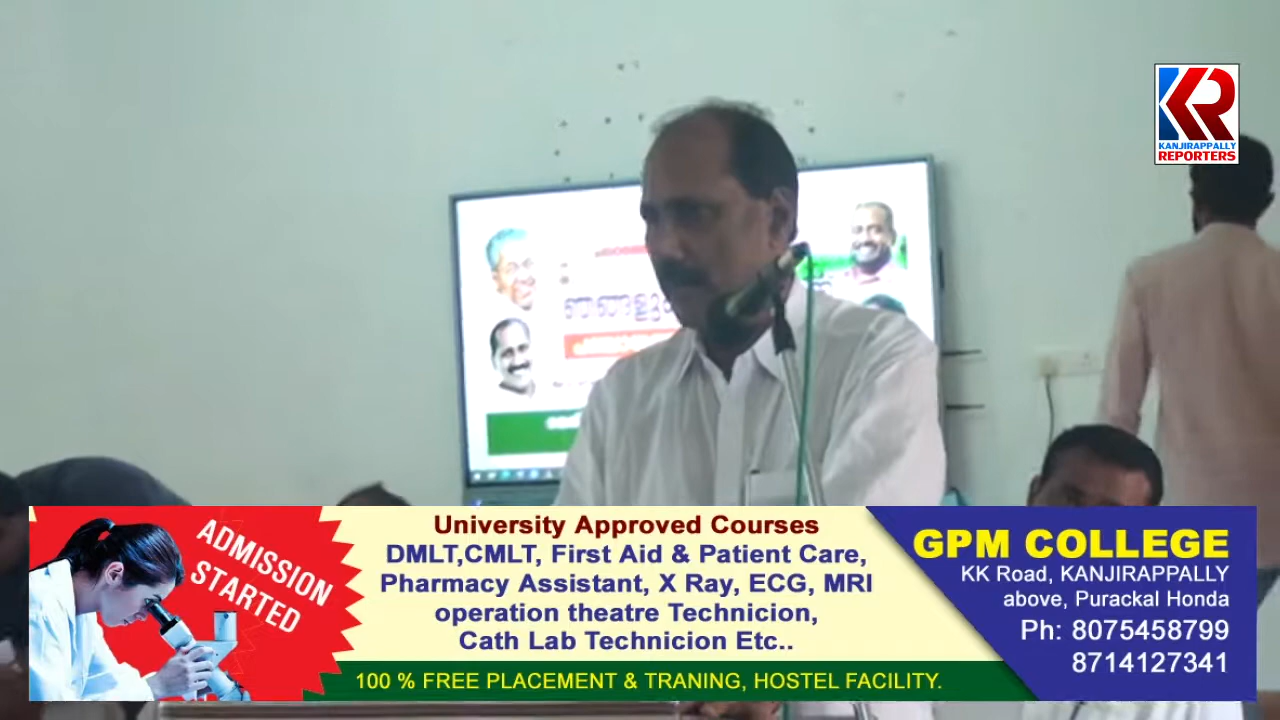 KR
KANJIRAPPALLY
REPORTERS
ADMISSION
STARTED
University Approved Courses
DMLT,CMLT, First Aid & Patient Care,
Pharmacy Assistant, X Ray, ECG, MRI
operation theatre Technicion,
Cath Lab Technicion Etc..
100 % FREE PLACEMENT & TRANING, HOSTEL FACILITY.
GPM COLLEGE
KK Road, KANJIRAPPALLY
above, Purackal Honda
Ph: 8075458799
8714127341